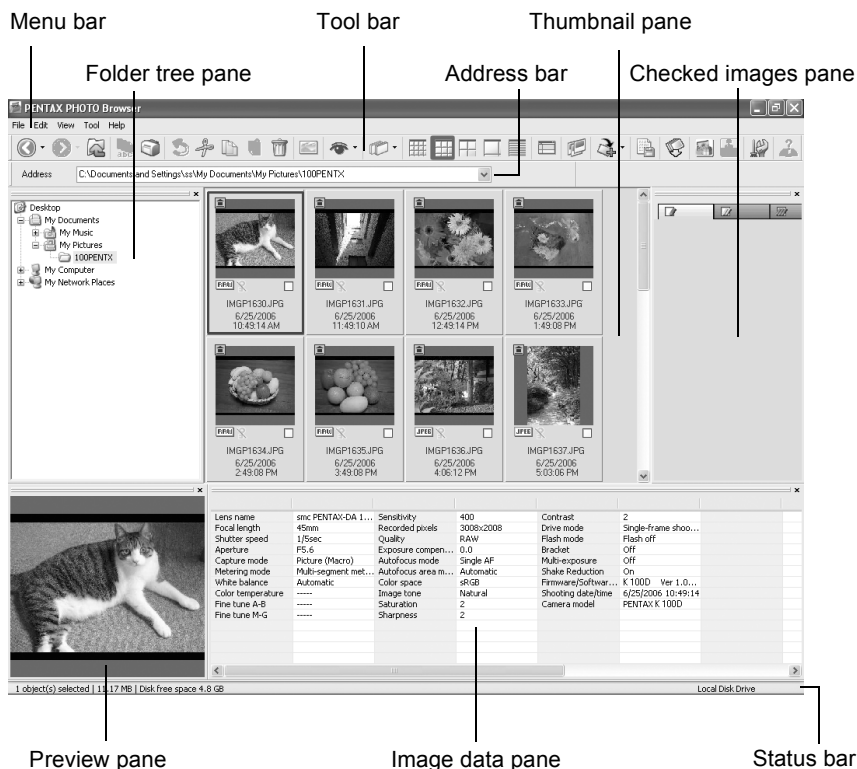 Menu bar
Tool bar
Thumbnail pane
Folder tree pane
Address bar
Checked images pane
PENTAX PHOTO Browser
File Edit View Tool Help
Address C:\Documents and Settings\ss\My Documents\My Pictures\100PENTX
Desktop
My Documents
My Music
My Pictures
100PENTX
My Computer
My Network Places
RAW RAW RAW RAW
IMGP1630.JPG IMGP1631.JPG IMGP1632.JPG IMGP1633.JPG
6/25/2006 6/25/2006 6/25/2006 6/25/2006
10:49:14 AM 11:49:10 AM 12:49:14 PM 1:49:08 PM
RAW RAW JPEG JPEG
IMGP1634.JPG IMGP1635.JPG IMGP1636.JPG IMGP1637.JPG
6/25/2006 6/25/2006 6/25/2006 6/25/2006
2:49:08 PM 3:49:08 PM 4:06:12 PM 5:03:06 PM
Lens name smc PENTAX-DA 1... Sensitivity 400 Contrast 2
Focal length 45mm Recorded pixels 3008x2008 Drive mode Single-frame shoo...
Shutter speed 1/5sec Quality RAW Flash mode Flash off
Aperture F5.6 Exposure compen... 0.0 Bracket Off
Capture mode Picture (Macro) Autofocus mode Single AF Multi-exposure Off
Metering mode Multi-segment met... Autofocus area m... Automatic Shake Reduction On
White balance Automatic Color space sRGB Firmware/Softwar... K 100D Ver 1.0...
Color temperature ----- Image tone Natural Shooting date/time 6/25/2006 10:49:14
Fine tune A-B ----- Saturation 2 Camera model PENTAX K 100D
Fine tune M-G ----- Sharpness 2
1 object(s) selected | 11.17 MB | Disk free space 4.8 GB Local Disk Drive
Preview pane
Image data pane
Status bar